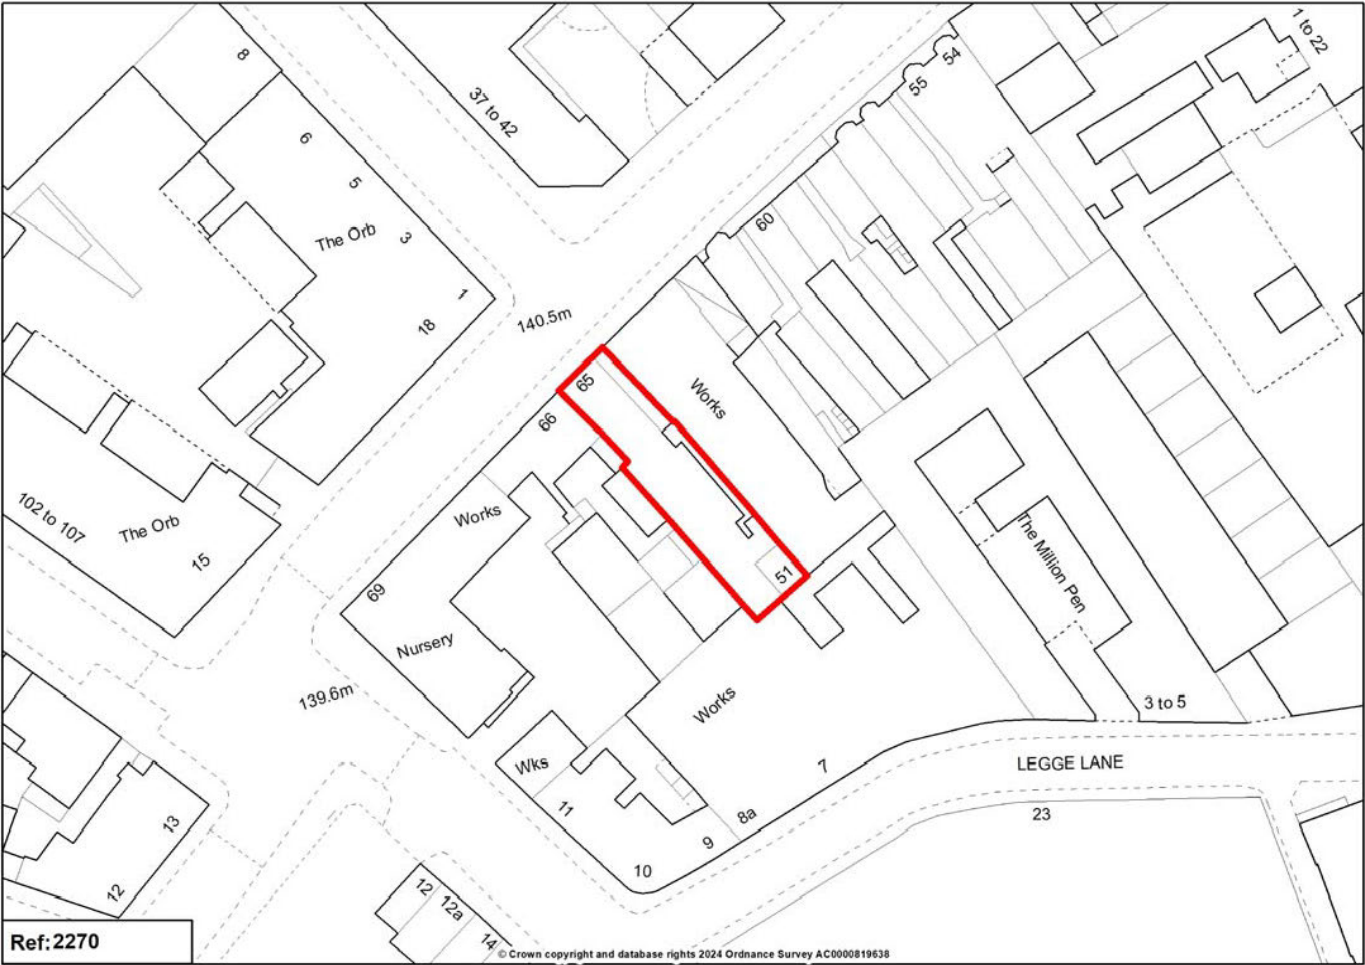 8
1 to 22
54
55
37 to 42
6
5
The Orb
3
60
1
18
140.5m
65
66
Works
102 to 107
The Orb
15
Works
The Million Pen
51
69
Nursery
139.6m
Works
3 to 5
Wks
7
LEGGE LANE
11
8a
23
13
9
10
12
12
12a
14
Ref:2270
© Crown copyright and database rights 2024 Ordnance Survey AC0000819638